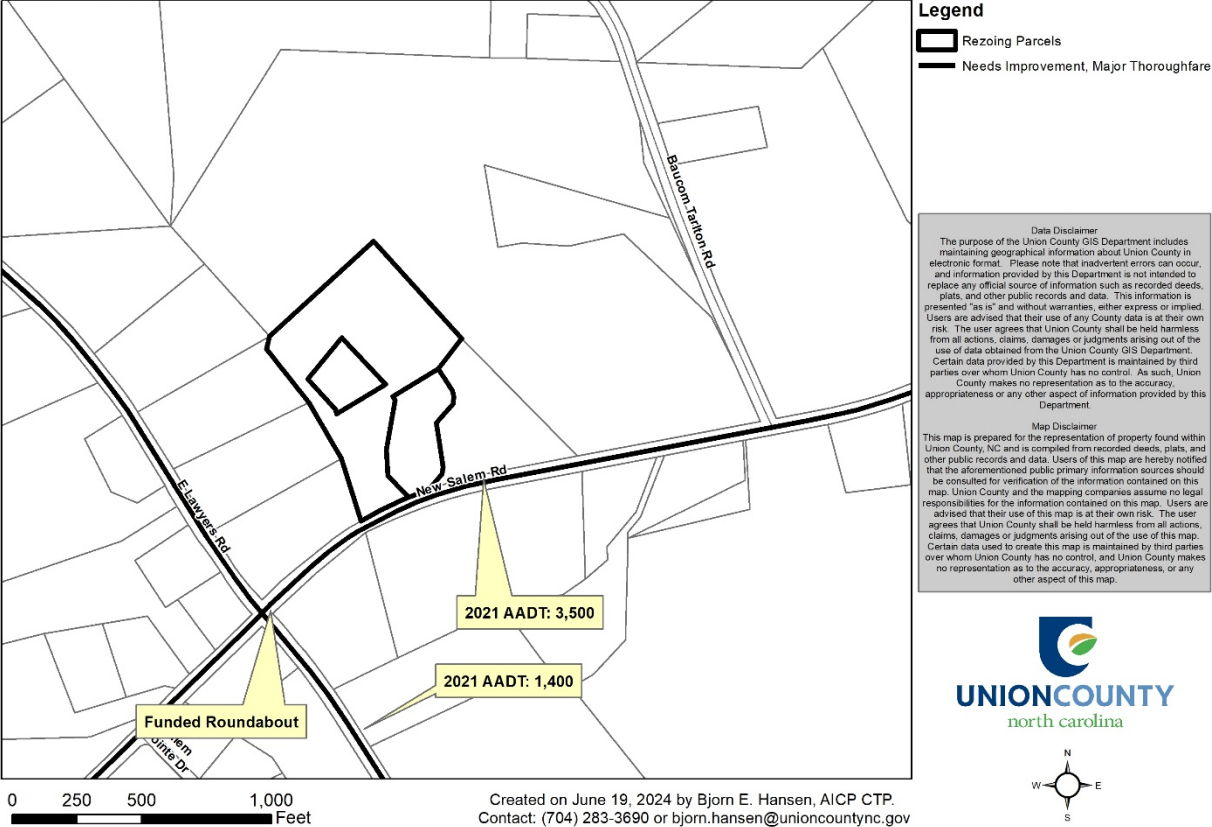 Legend
Rezoing Parcels
Needs Improvement, Major Thoroughfare
Baucom Tarlton Rd
New-Salem-Rd
E-Lawyers Rd
2021 AADT: 3,500
2021 AADT: 1,400
Funded Roundabout
Data Disclaimer
The purpose of the Union County GIS Department includes
maintaining geographical information about Union County in
electronic format. Please note that inadvertent errors can occur,
and information provided by this Department is not intended to
replace any official source of information such as recorded deeds,
plats, and other public records and data. This information is
presented "as is" and without warranties, either express or implied.
Users are advised that their use of any County data is at their own
risk. The user agrees that Union County shall be held harmless
from all actions, claims, damages or judgments arising out of the
use of data obtained from the Union County GIS Department.
Certain data provided by this Department is maintained by third
parties over whom Union County has no control. As such, Union
County makes no representation as to the accuracy,
appropriateness or any other aspect of information provided by this
Department.
Map Disclaimer
This map is prepared for the representation of property found within
Union County, NC and is compiled from recorded deeds, plats, and
other public records and data. Users of this map are hereby notified
that the aforementioned public primary information sources should
be consulted for verification of the information contained on this
map. Union County and the mapping companies assume no legal
responsibilities for the information contained on this map. Users are
advised that their use of this map is at their own risk. The user
agrees that Union County shall be held harmless from all actions,
claims, damages or judgments arising out of the use of this map.
Certain data used to create this map is maintained by third parties
over whom Union County has no control, and Union County makes
no representation as to the accuracy, appropriateness, or any
other aspect of this map.
UNIONCOUNTY
north carolina
N
W E
S
0 250 500 1,000
Feet
Created on June 19, 2024 by Bjorn E. Hansen, AICP CTP.
Contact: (704) 283-3690 or bjorn.hansen@unioncountync.gov